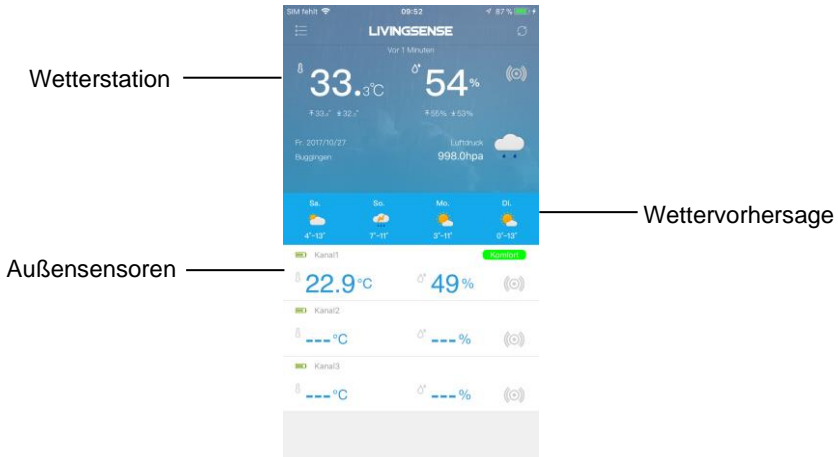 SIM fehlt 09:52 87 %
LIVINGSENSE
Vor 1 Minuten
Wetterstation
33.3°C 54%
55% 53%
Fr. 2017/10/27 Luftdruck
Buggingen 998.0hpa
Sa. So. Mo. Di.
4°-13° 7°-11° 3°-11° 0°-13°
Wettervorhersage
Kanal1 Komfort
Außensensoren
22.9°C 49%
Kanal2
---°C ---%
Kanal3
---°C ---%